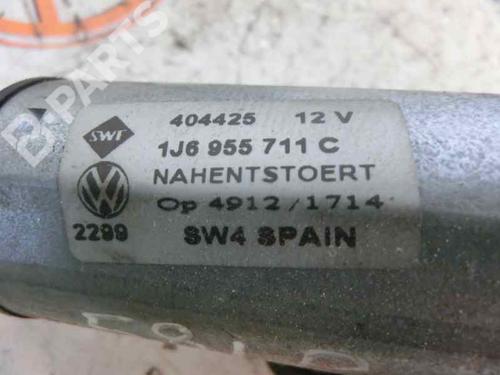 B-PARTS
SWF
404425 12 V
1J6 955 711 C
NAHENTSTOERT
Op 4912/1714
2299
SW4 SPAIN